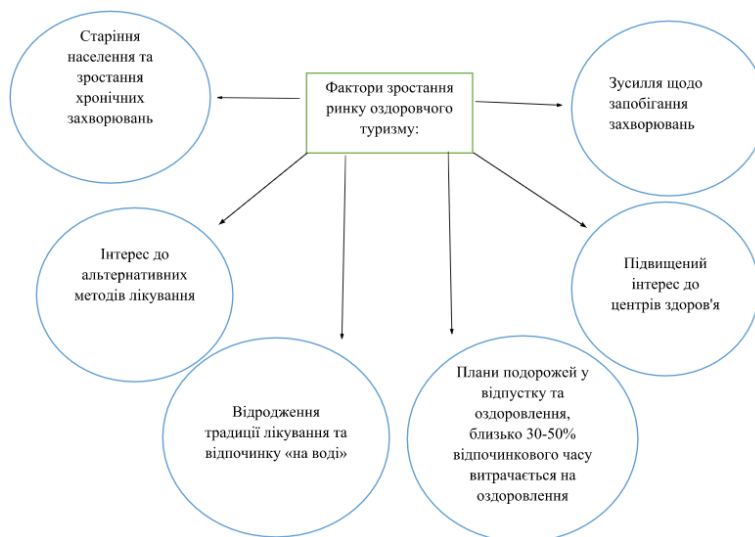 Фактори зростання
ринку оздоровчого
туризму:
Старіння
населення та
зростання
хронічних
захворювань
Зусилля щодо
запобігання
захворювань
Інтерес до
альтернативних
методів лікування
Підвищений
інтерес до
центрів здоров'я
Відродження
традиції лікування та
відпочинку «на воді»
Плани подорожей у
відпустку та
оздоровлення,
близько 30-50%
відпочинкового часу
витрачається на
оздоровлення